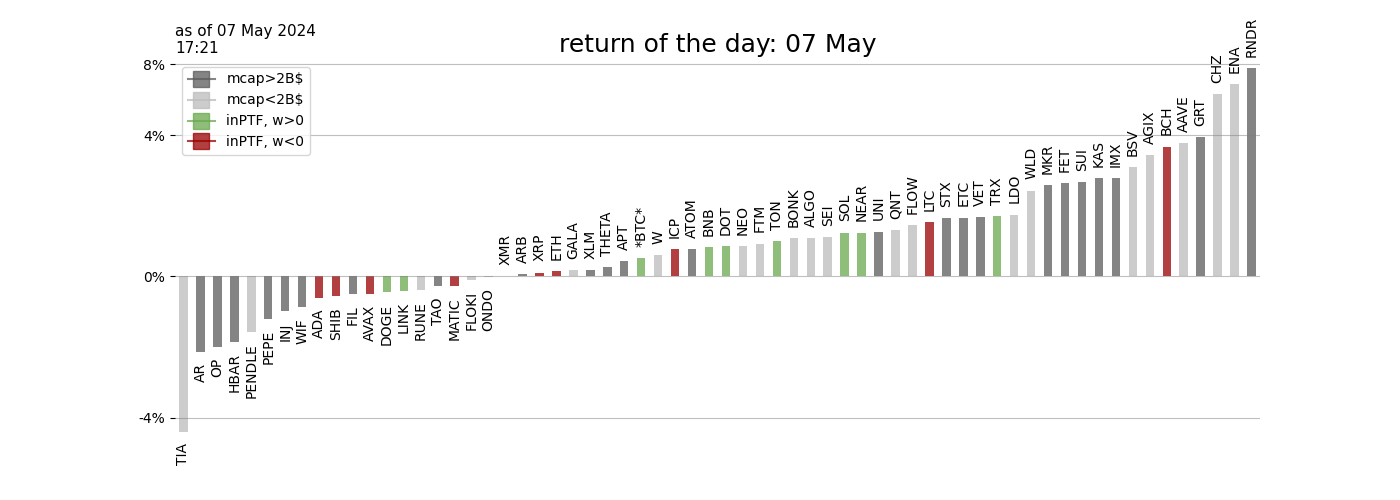 as of 07 May 2024
17:21
return of the day: 07 May
8%
4%
0%
-4%
mcap>2B$
mcap<2B$
inPTF, w>0
inPTF, w<0
TIA
AR
OP
HBAR
PENDLE
PEPE
INJ
WIF
ADA
SHIB
FIL
AVAX
DOGE
LINK
RUNE
TAO
MATIC
FLOKI
ONDO
XMR
ARB
XRP
ETH
GALA
XLM
THETA
APT
*BTC*
W
ICP
ATOM
BNB
DOT
NEO
FTM
TON
BONK
ALGO
SEI
SOL
NEAR
UNI
QNT
FLOW
LTC
STX
ETC
VET
TRX
LDO
WLD
MKR
FET
SUI
KAS
IMX
BSV
AGIX
BCH
AAVE
GRT
CHZ
ENA
RNDR